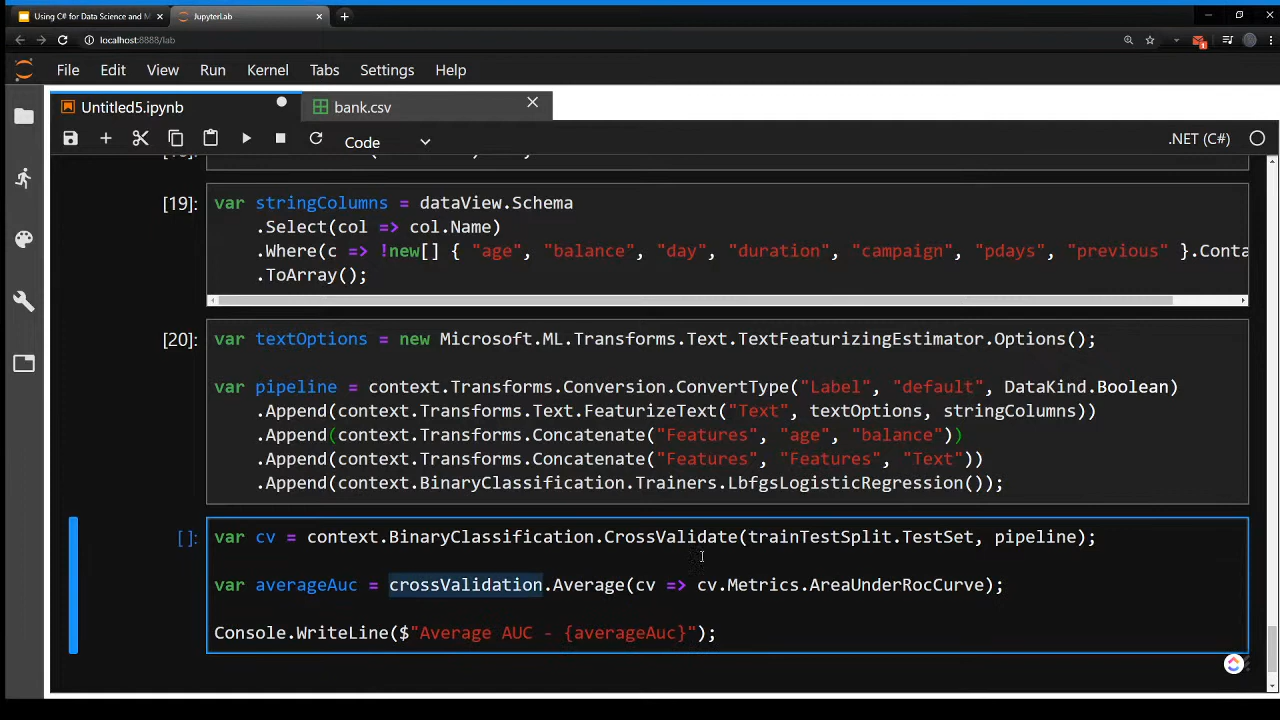 Using C# for Data Science and M
JupyterLab
localhost:8888/lab
File Edit View Run Kernel Tabs Settings Help
Untitled5.ipynb
bank.csv
Code
.NET (C#)
[19]:
var stringColumns = dataView.Schema
.Select(col => col.Name)
.Where(c => !new[] { "age", "balance", "day", "duration", "campaign", "pdays", "previous" }.Conta
.ToArray();
[20]:
var textOptions = new Microsoft.ML.Transforms.Text.TextFeaturizingEstimator.Options();
var pipeline = context.Transforms.Conversion.ConvertType("Label", "default", DataKind.Boolean)
.Append(context.Transforms.Text.FeaturizeText("Text", textOptions, stringColumns))
.Append(context.Transforms.Concatenate("Features", "age", "balance"))
.Append(context.Transforms.Concatenate("Features", "Features", "Text"))
.Append(context.BinaryClassification.Trainers.LbfgsLogisticRegression());
[ ]:
var cv = context.BinaryClassification.CrossValidate(trainTestSplit.TestSet, pipeline);
var averageAuc = crossValidation.Average(cv => cv.Metrics.AreaUnderRocCurve);
Console.WriteLine($"Average AUC - {averageAuc}");